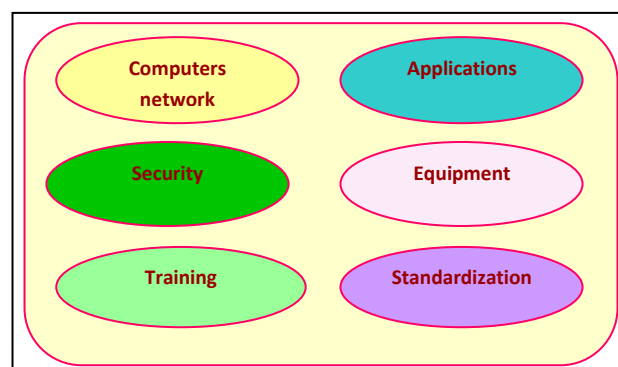 Computers
network
Applications
Security
Equipment
Training
Standardization